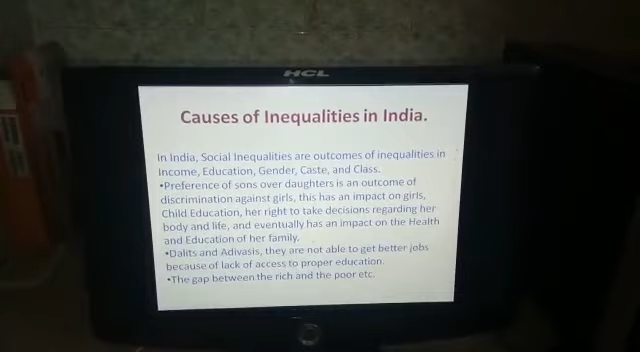 HCL
Causes of Inequalities in India.
In India, Social Inequalities are outcomes of inequalities in
Income, Education, Gender, Caste, and Class.
•Preference of sons over daughters is an outcome of
discrimination against girls, this has an impact on girls,
Child Education, her right to take decisions regarding her
body and life, and eventually has an impact on the Health
and Education of her family.
•Dalits and Adivasis, they are not able to get better jobs
because of lack of access to proper education.
•The gap between the rich and the poor etc.